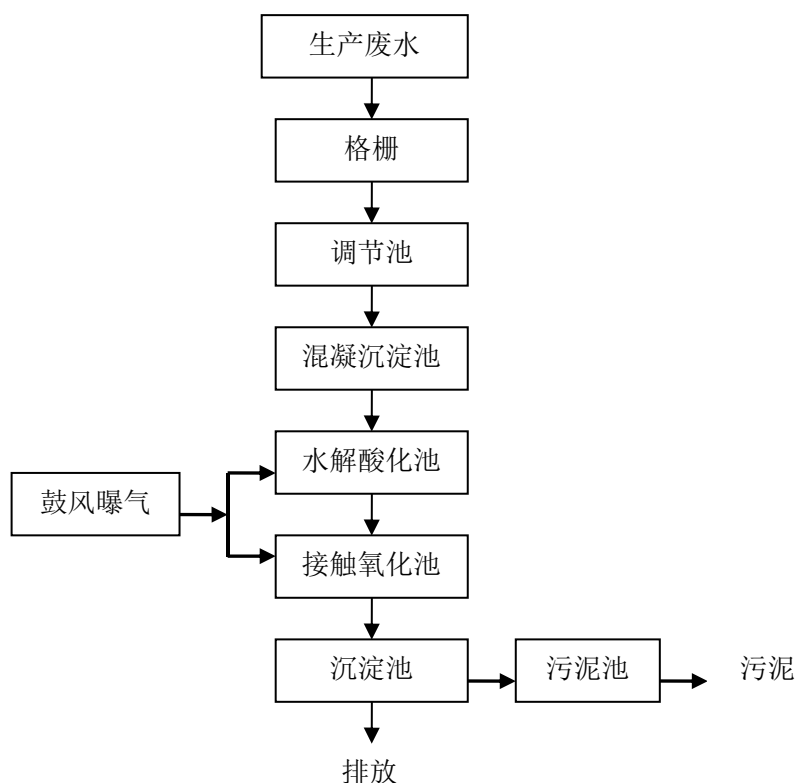 生产废水
格栅
调节池
混凝沉淀池
水解酸化池
鼓风曝气
接触氧化池
沉淀池
污泥池
污泥
排放